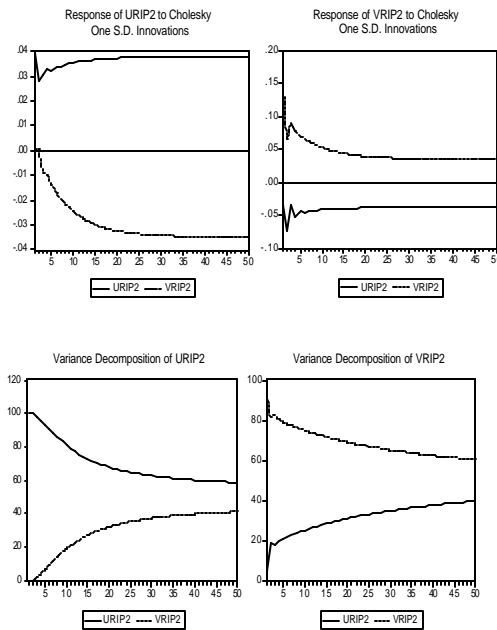 Response of URIP2 to Cholesky
One S.D. Innovations
.04
.03
.02
.01
.00
-.01
-.02
-.03
-.04
5 10 15 20 25 30 35 40 45 50
URIP2 VRIP2
Response of VRIP2 to Cholesky
One S.D. Innovations
.20
.15
.10
.05
.00
-.05
-.10
5 10 15 20 25 30 35 40 45 50
URIP2 VRIP2
Variance Decomposition of URIP2
120
100
80
60
40
20
0
5 10 15 20 25 30 35 40 45 50
URIP2 VRIP2
Variance Decomposition of VRIP2
100
80
60
40
20
0
5 10 15 20 25 30 35 40 45 50
URIP2 VRIP2